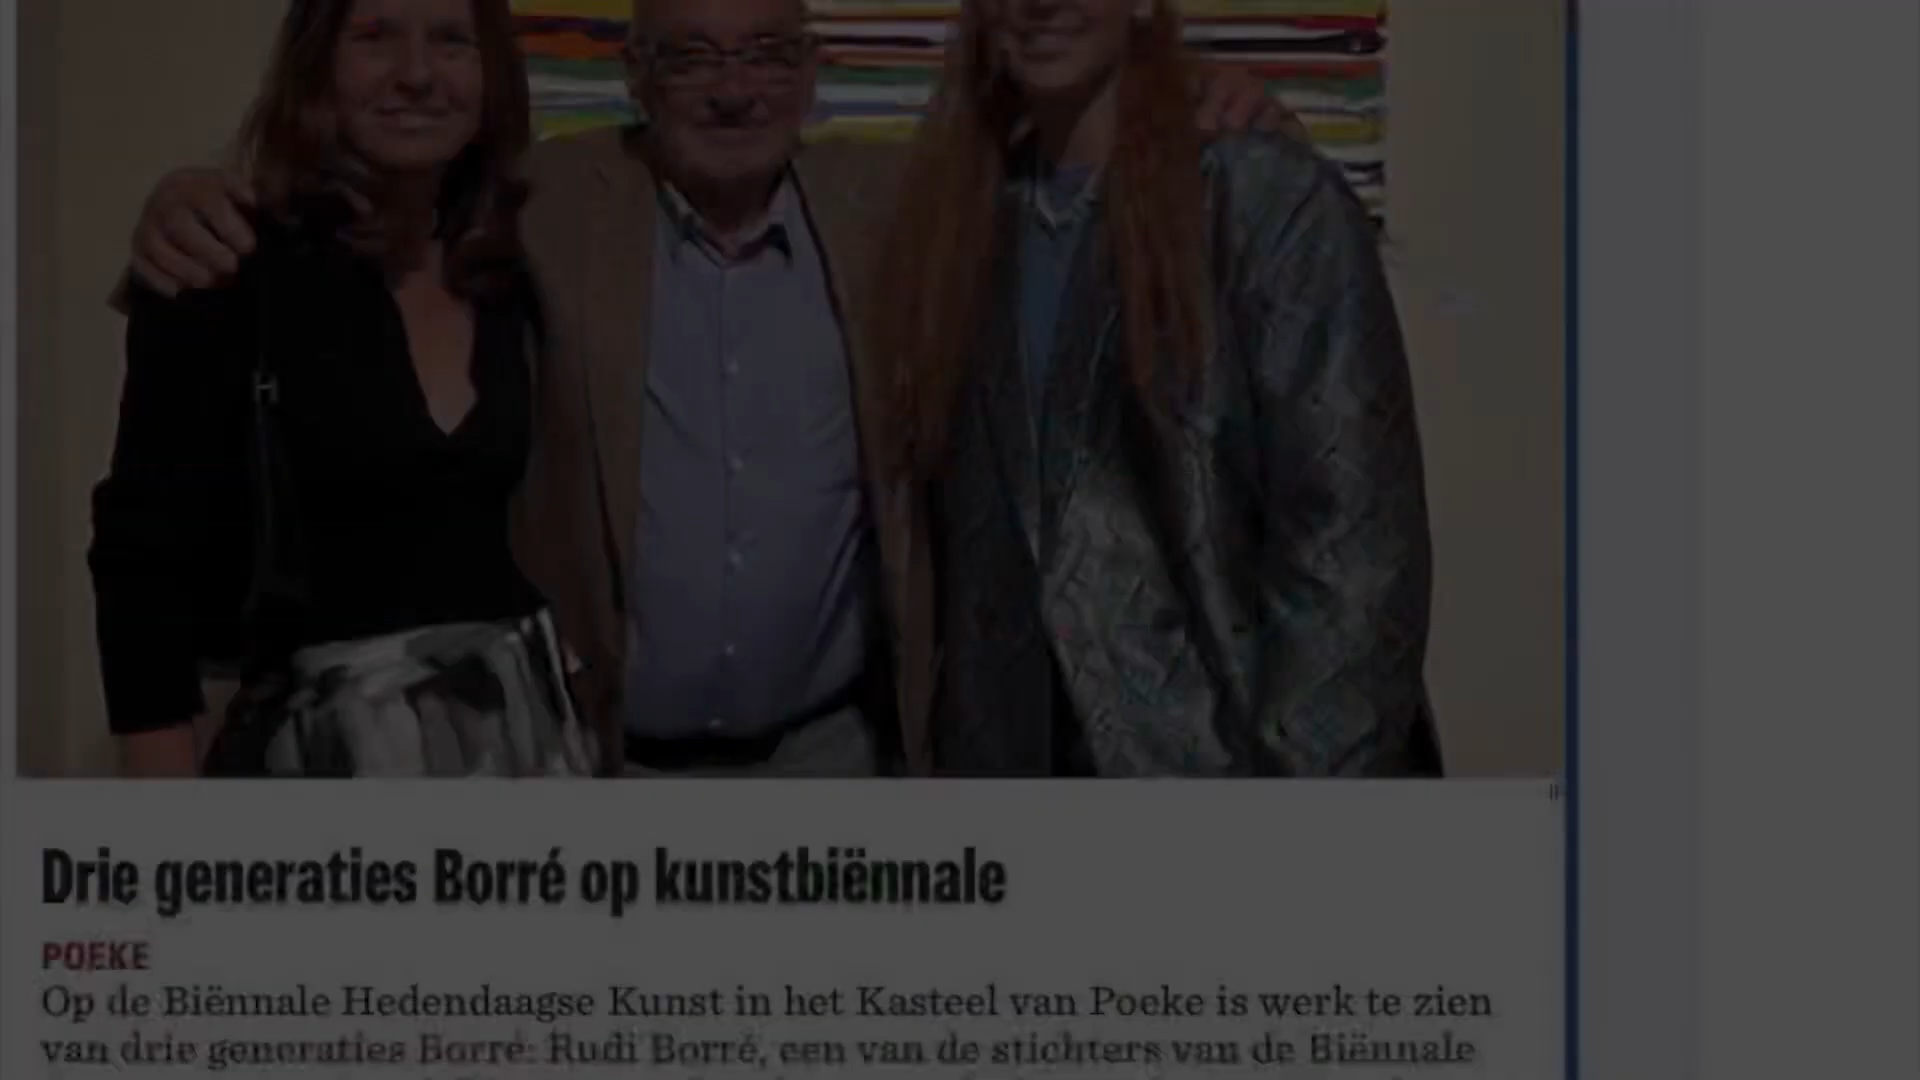 Drie generaties Borré op kunstbiënnale
POEKE
Op de Biënnale Hedendaagse Kunst in het Kasteel van Poeke is werk te zien
van drie generaties Borré: Rudi Borré, een van de stichters van de Biënnale